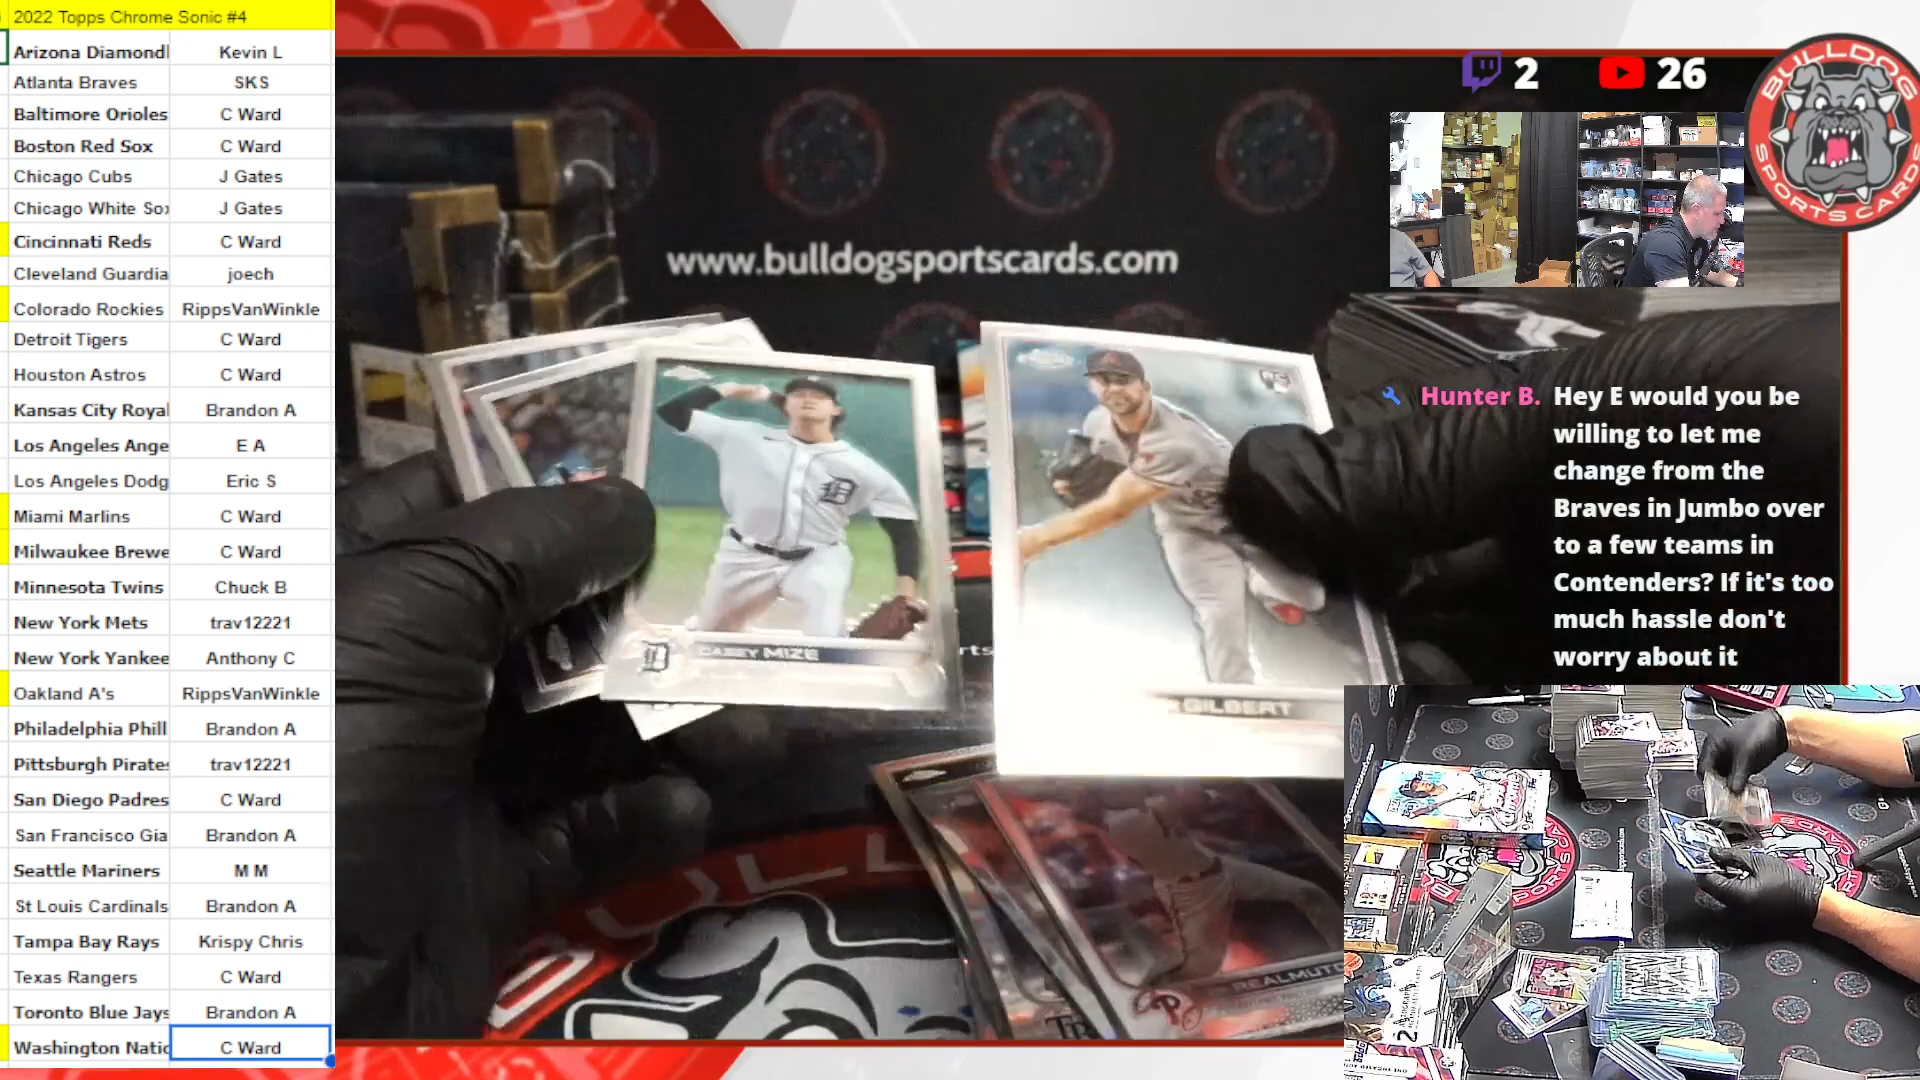 2022 Topps Chrome Sonic #4
Arizona Diamondl Kevin L
Atlanta Braves SKS
Baltimore Orioles C Ward
Boston Red Sox C Ward
Chicago Cubs J Gates
Chicago White Sox J Gates
Cincinnati Reds C Ward
Cleveland Guardia joech
Colorado Rockies RippsVanWinkle
Detroit Tigers C Ward
Houston Astros C Ward
Kansas City Royal Brandon A
Los Angeles Ange E A
Los Angeles Dodg Eric S
Miami Marlins C Ward
Milwaukee Brewe C Ward
Minnesota Twins Chuck B
New York Mets trav12221
New York Yankee Anthony C
Oakland A's RippsVanWinkle
Philadelphia Phill Brandon A
Pittsburgh Pirates trav12221
San Diego Padres C Ward
San Francisco Gia Brandon A
Seattle Mariners M M
St Louis Cardinals Brandon A
Tampa Bay Rays Krispy Chris
Texas Rangers C Ward
Toronto Blue Jays Brandon A
Washington Natic C Ward
www.bulldogsportscards.com
2 26
BULLDOG
SPORTS CARDS
Hunter B. Hey E would you be
willing to let me
change from the
Braves in Jumbo over
to a few teams in
Contenders? If it's too
much hassle don't
worry about it
D
CASEY MIZE
GILBERT
REALMUTO
P
TB